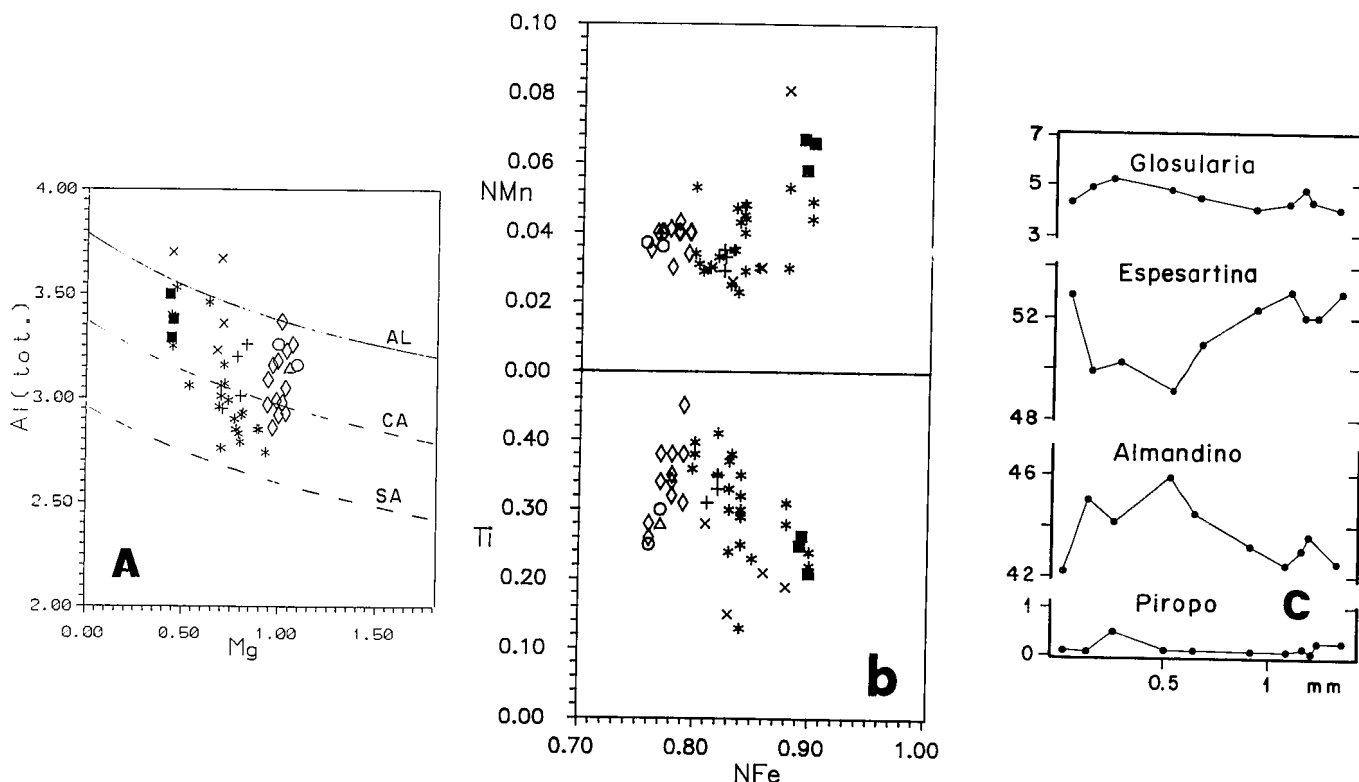 4.00
3.50
3.00
2.50
2.00
Al(tot.)
AL
CA
SA
A
0.00
0.50
1.00
1.50
Mg
0.10
0.08
0.06
NMn
0.04
0.02
0.00
0.40
0.30
Ti
0.20
0.10
0.00
b
0.70
0.80
0.90
1.00
NFe
7
Glosularia
5
3
Espesartina
52
48
Almandino
46
42
C
Piropo
1
0
0.5
1
mm